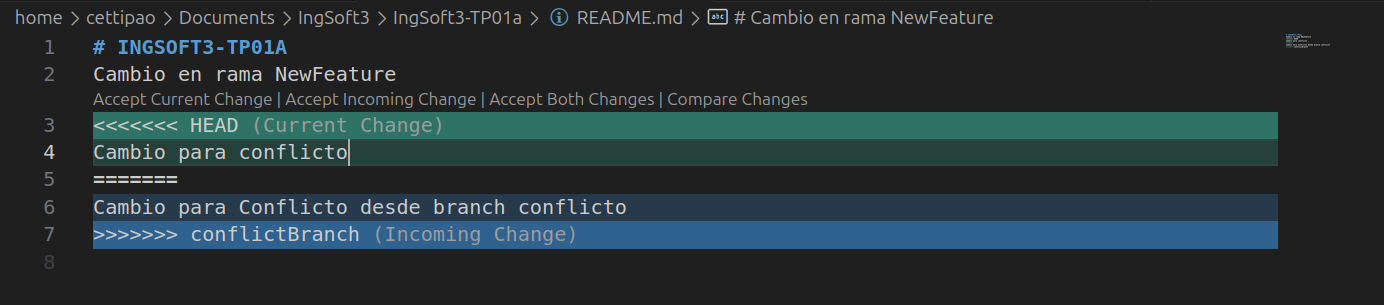 home > cettipao > Documents > IngSoft3 > IngSoft3-TP01a > README.md > # Cambio en rama NewFeature
1 # INGSOFT3-TP01A
2 Cambio en rama NewFeature
Accept Current Change | Accept Incoming Change | Accept Both Changes | Compare Changes
3 <<<<<<< HEAD (Current Change)
4 Cambio para conflicto
5 =======
6 Cambio para Conflicto desde branch conflicto
7 >>>>>>> conflictBranch (Incoming Change)
8